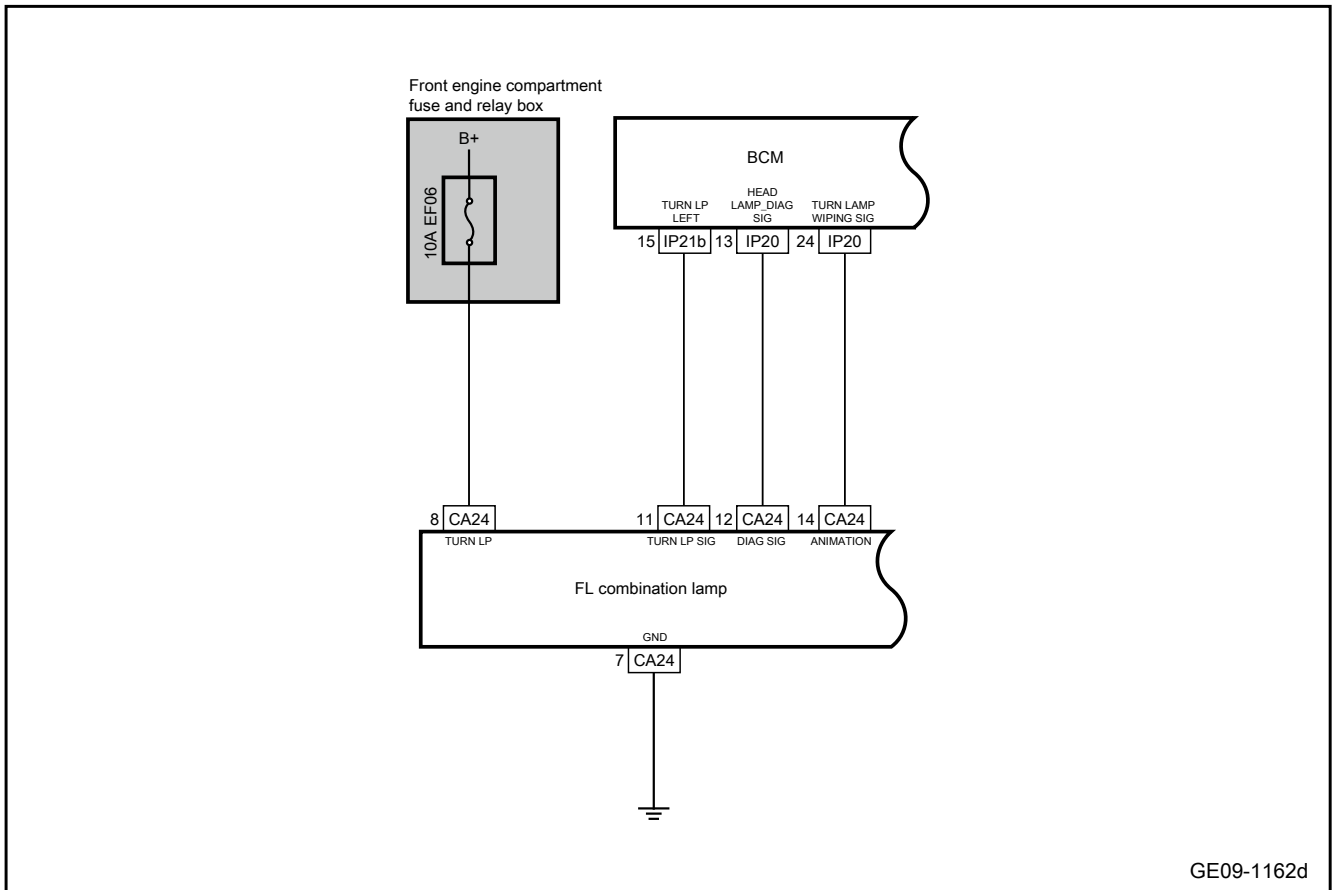 Front engine compartment
fuse and relay box
B+
10A EF06
BCM
TURN LP
LEFT
HEAD
LAMP_DIAG
SIG
TURN LAMP
WIPING SIG
15 IP21b 13 IP20 24 IP20
8 CA24 11 CA24 12 CA24 14 CA24
TURN LP TURN LP SIG DIAG SIG ANIMATION
FL combination lamp
GND
7 CA24
GE09-1162d